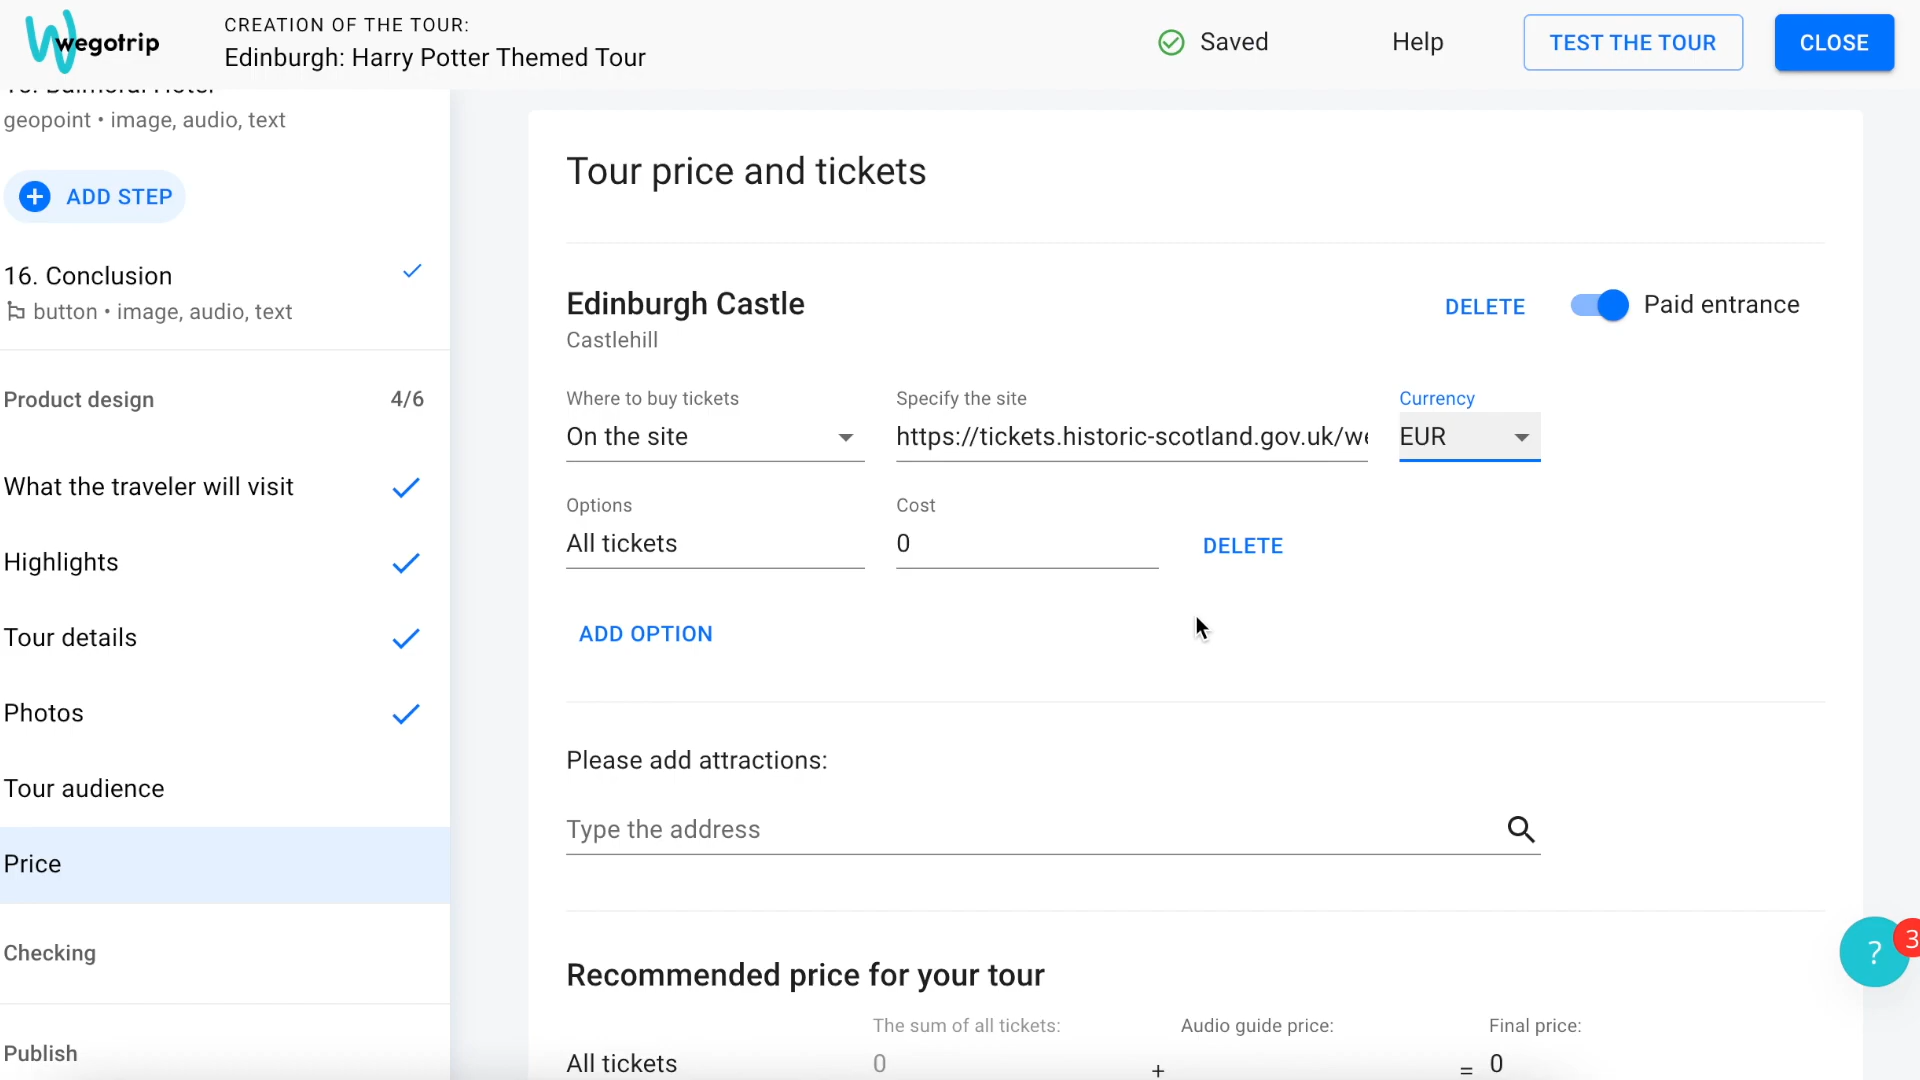 wegotrip
CREATION OF THE TOUR:
Edinburgh: Harry Potter Themed Tour
Saved
Help
TEST THE TOUR
CLOSE
geopoint • image, audio, text
ADD STEP
16. Conclusion
button • image, audio, text
Product design 4/6
What the traveler will visit
Highlights
Tour details
Photos
Tour audience
Price
Checking
Publish
Tour price and tickets
Edinburgh Castle
Castlehill
DELETE
Paid entrance
Where to buy tickets
On the site
Specify the site
https://tickets.historic-scotland.gov.uk/we
Currency
EUR
Options
All tickets
Cost
0
DELETE
ADD OPTION
Please add attractions:
Type the address
Recommended price for your tour
The sum of all tickets: Audio guide price: Final price:
All tickets 0 + = 0
? 3